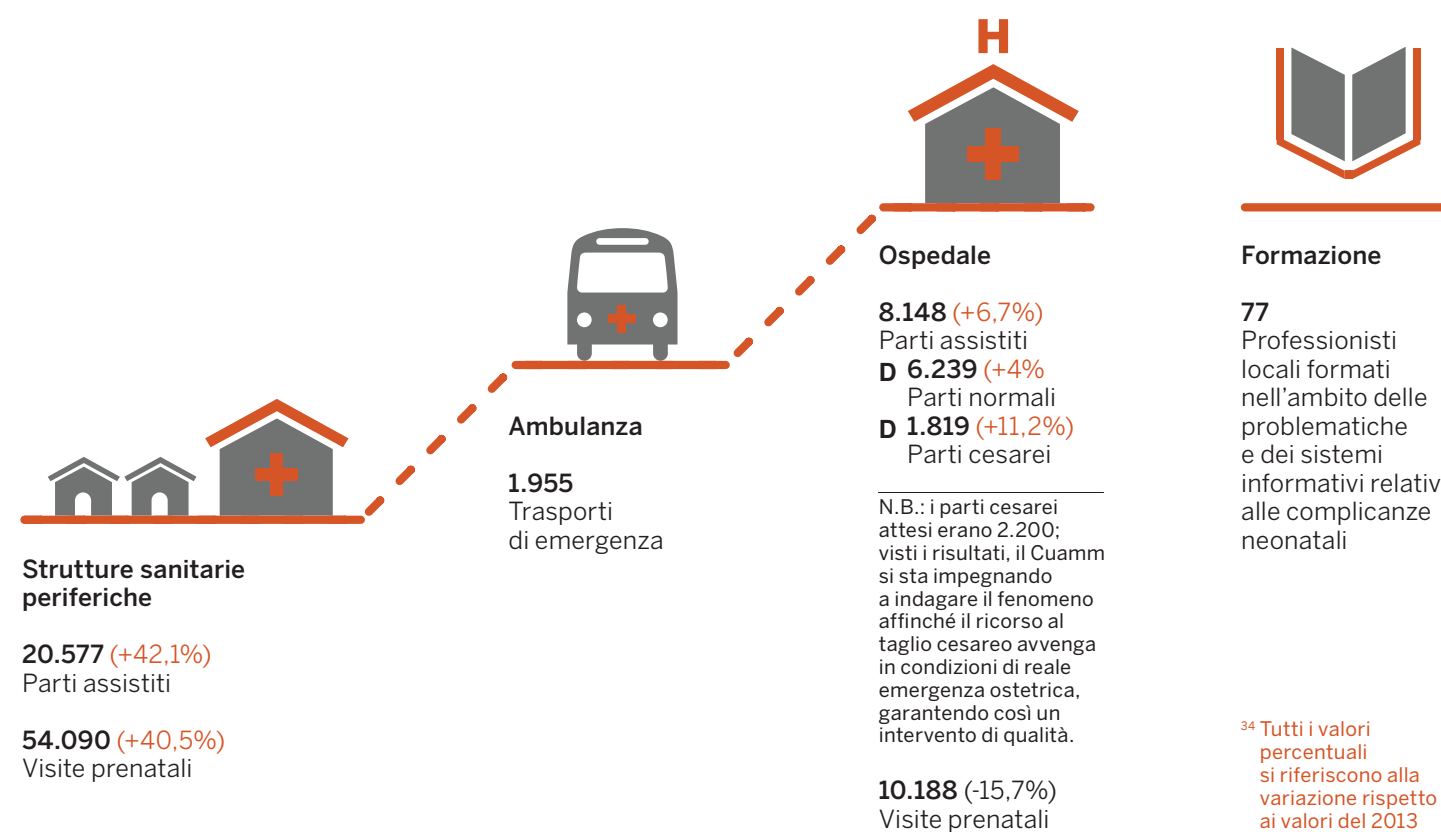 Strutture sanitarie
periferiche
20.577 (+42,1%)
Parti assistiti
54.090 (+40,5%)
Visite prenatali
Ambulanza
1.955
Trasporti
di emergenza
H
Ospedale
8.148 (+6,7%)
Parti assistiti
D 6.239 (+4%
Parti normali
D 1.819 (+11,2%)
Parti cesarei
N.B.: i parti cesarei
attesi erano 2.200;
visti i risultati, il Cuamm
si sta impegnando
a indagare il fenomeno
affinché il ricorso al
taglio cesareo avvenga
in condizioni di reale
emergenza ostetrica,
garantendo così un
intervento di qualità.
10.188 (-15,7%)
Visite prenatali
Formazione
77
Professionisti
locali formati
nell'ambito delle
problematiche
e dei sistemi
informativi relativ
alle complicanze
neonatali
34 Tutti i valori
percentuali
si riferiscono alla
variazione rispetto
ai valori del 2013